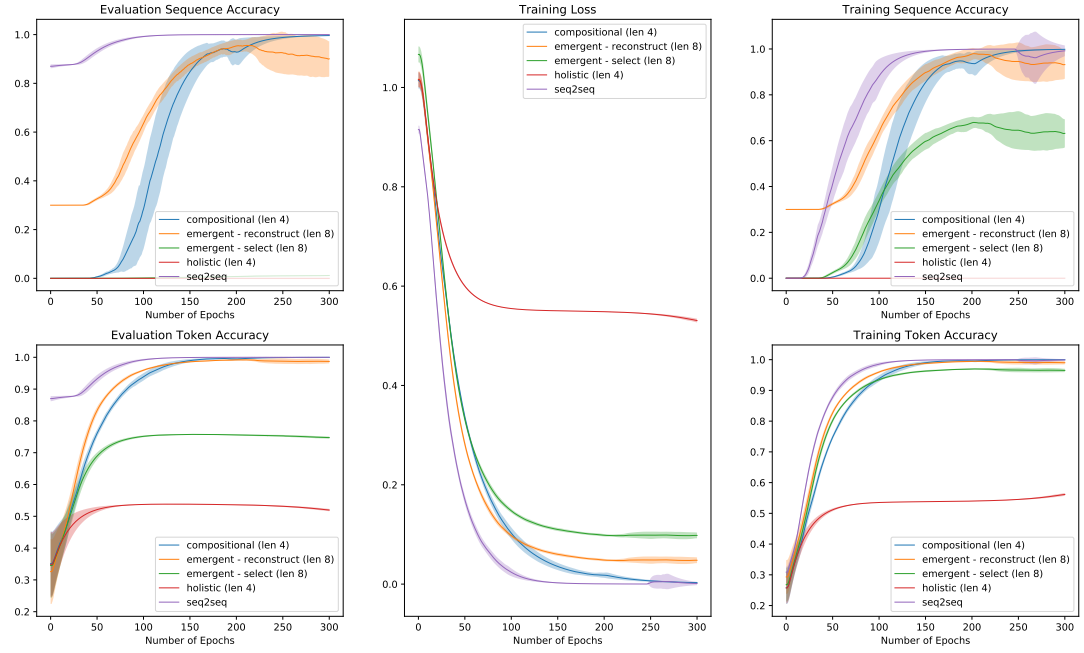 Evaluation Sequence Accuracy
1.0
0.8
0.6
0.4
0.2
0.0
compositional (len 4)
emergent - reconstruct (len 8)
emergent - select (len 8)
holistic (len 4)
seq2seq
0 50 100 150 200 250 300
Number of Epochs
Evaluation Token Accuracy
1.0
0.9
0.8
0.7
0.6
0.5
0.4
0.3
0.2
compositional (len 4)
emergent - reconstruct (len 8)
emergent - select (len 8)
holistic (len 4)
seq2seq
0 50 100 150 200 250 300
Number of Epochs
Training Loss
compositional (len 4)
emergent - reconstruct (len 8)
emergent - select (len 8)
holistic (len 4)
seq2seq
1.0
0.8
0.6
0.4
0.2
0.0
0 50 100 150 200 250 300
Number of Epochs
Training Sequence Accuracy
1.0
0.8
0.6
0.4
0.2
0.0
compositional (len 4)
emergent - reconstruct (len 8)
emergent - select (len 8)
holistic (len 4)
seq2seq
0 50 100 150 200 250 300
Number of Epochs
Training Token Accuracy
1.0
0.9
0.8
0.7
0.6
0.5
0.4
0.3
0.2
compositional (len 4)
emergent - reconstruct (len 8)
emergent - select (len 8)
holistic (len 4)
seq2seq
0 50 100 150 200 250 300
Number of Epochs